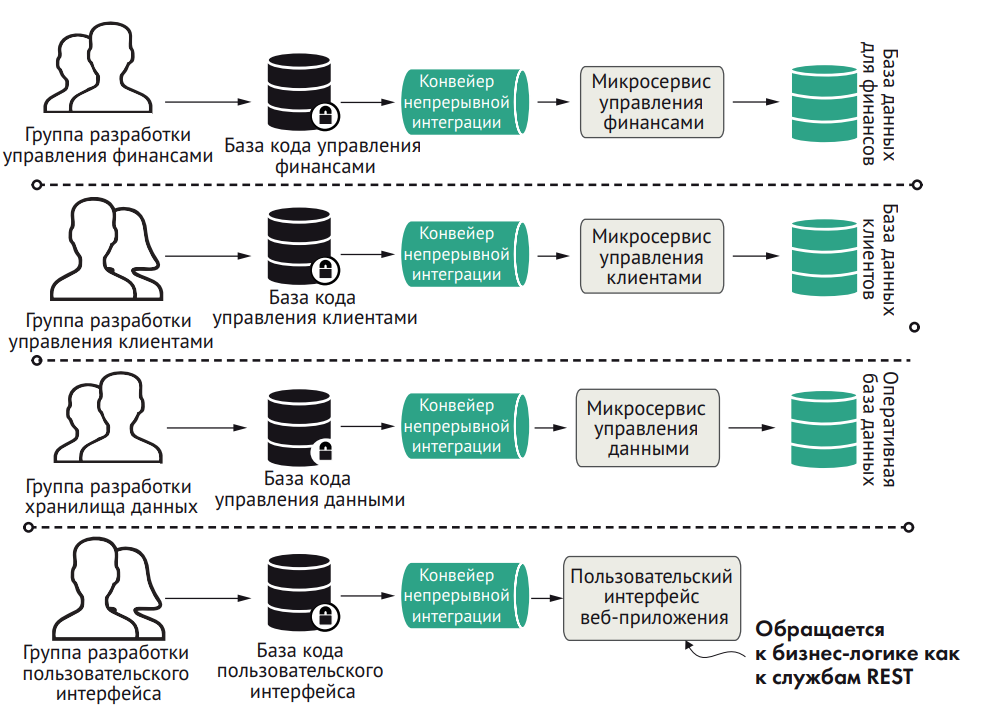 Группа разработки
управления финансами
База кода управления
финансами
Конвейер
непрерывной
интеграции
Микросервис
управления
финансами
База данных
для финансов
Группа разработки
управления клиентами
База кода
управления клиентами
Конвейер
непрерывной
интеграции
Микросервис
управления
клиентами
База данных
клиентов
Группа разработки
хранилища данных
База кода
управления данными
Конвейер
непрерывной
интеграции
Микросервис
управления
данными
Оперативная
база данных
Группа разработки
пользовательского
интерфейса
База кода
пользовательского
интерфейса
Конвейер
непрерывной
интеграции
Пользовательский
интерфейс
веб-приложения
Обращается
к бизнес-логике как
к службам REST